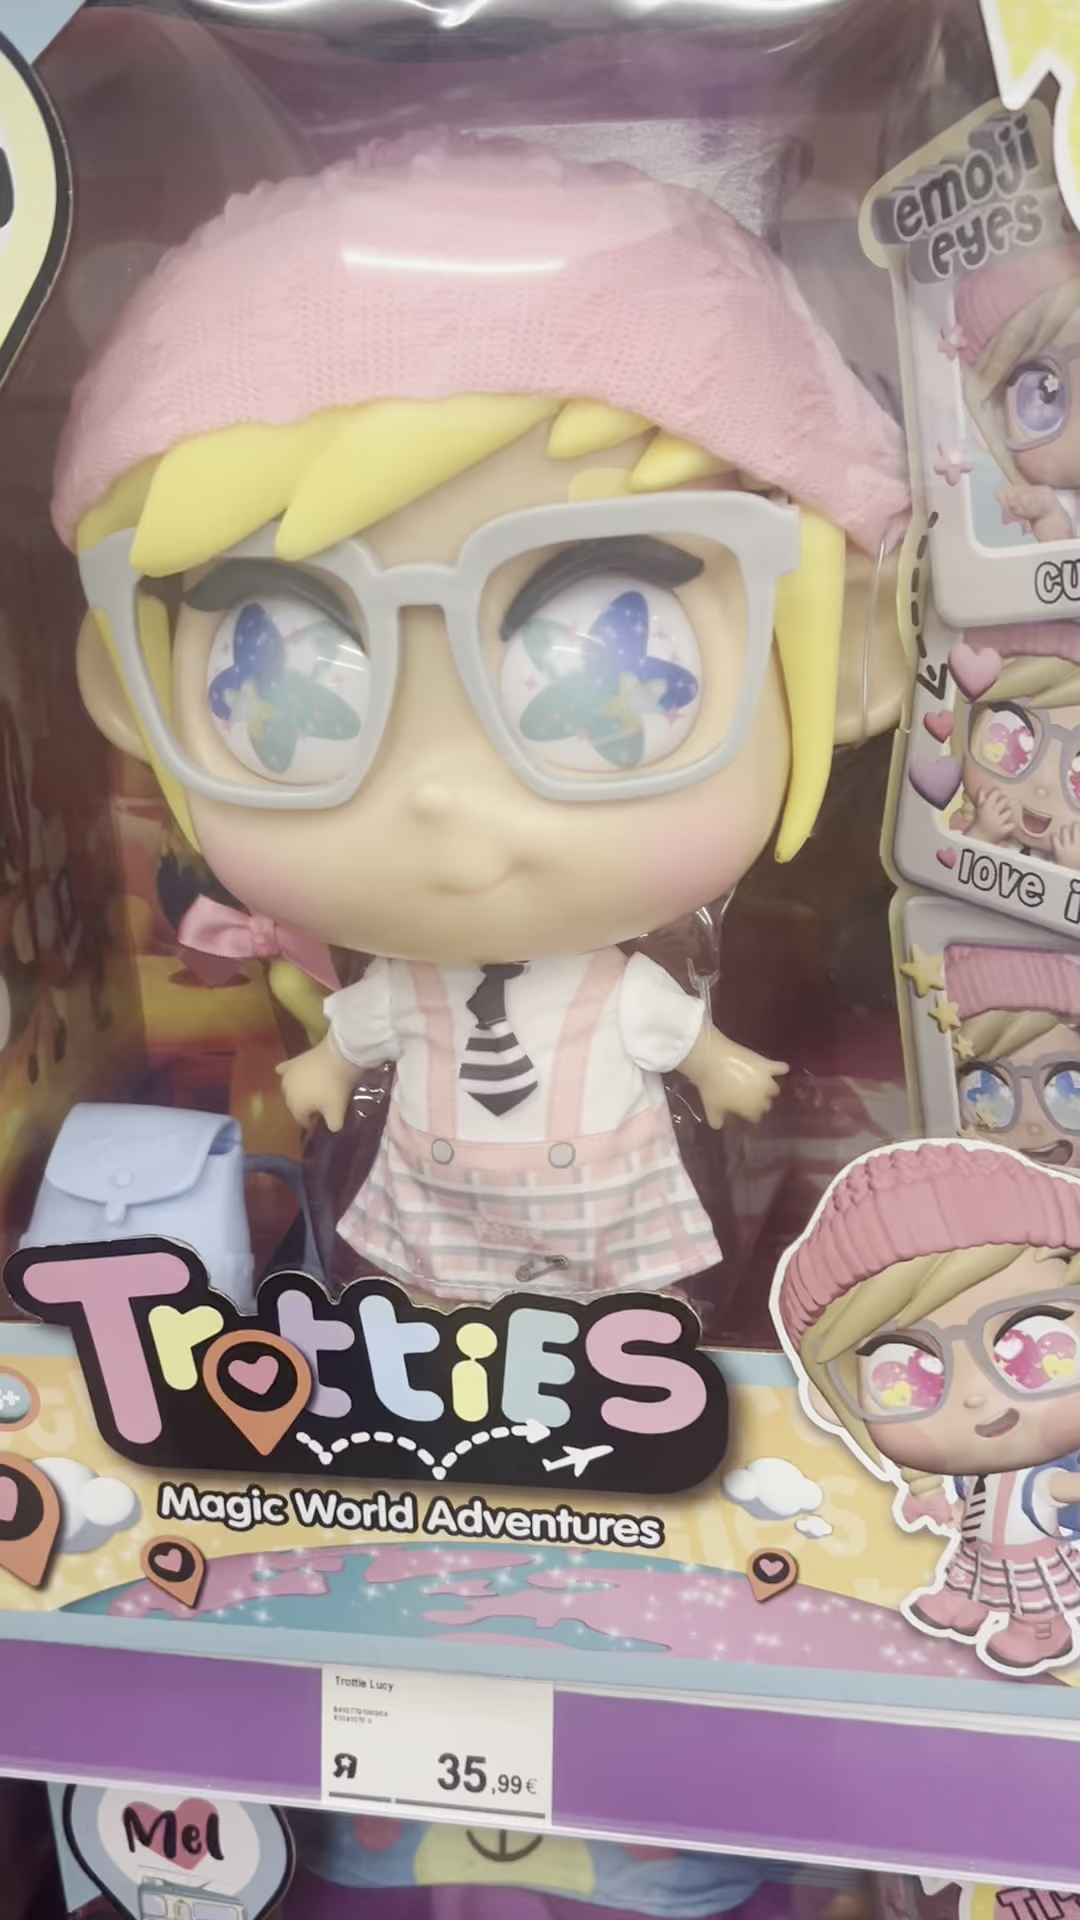 emoji
eyes
love
TrottiES
Magic World Adventures
Trottie Lucy
35,99€
Mel